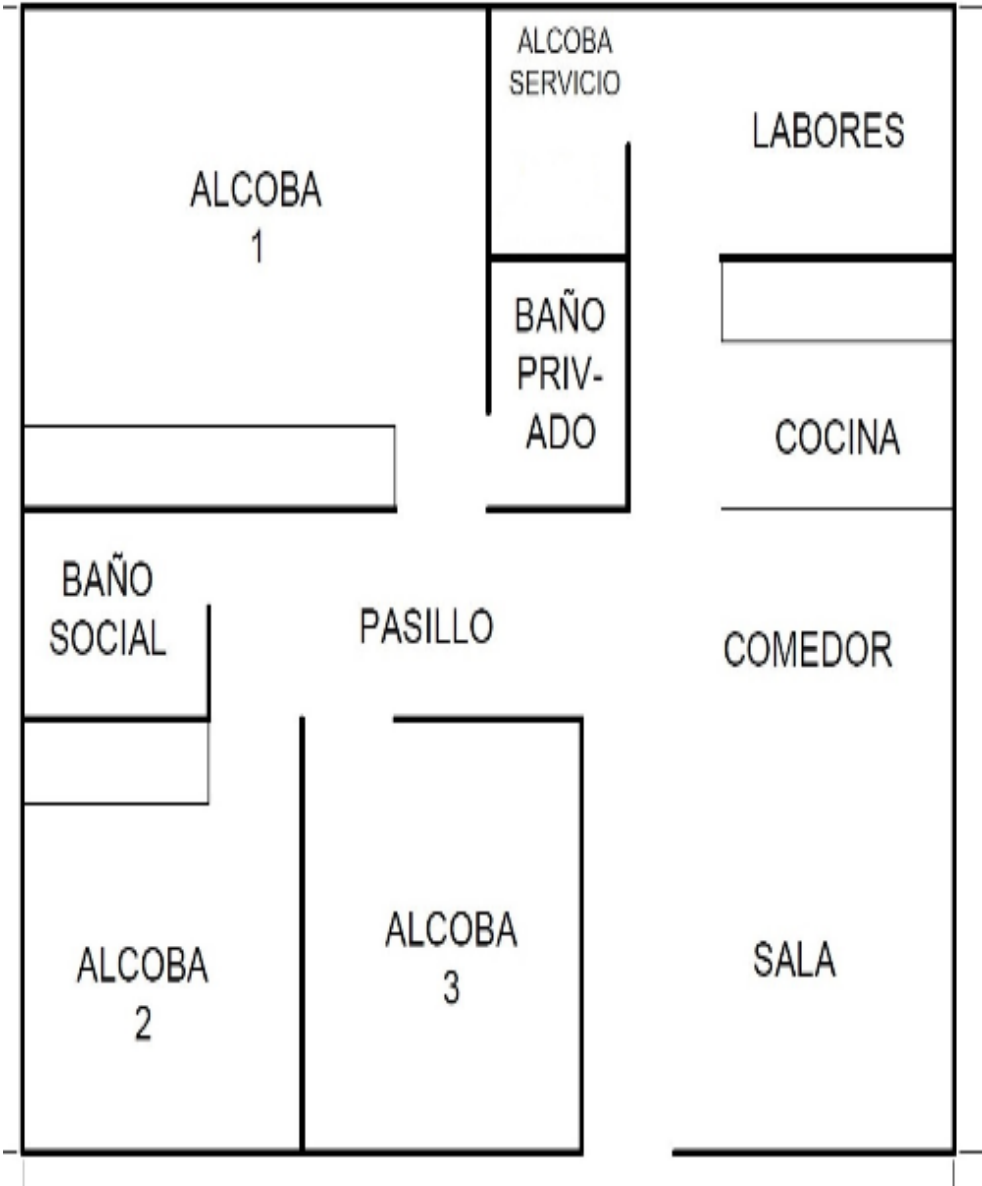 ALCOBA
SERVICIO
LABORES
ALCOBA
1
BAÑO
PRIV-
ADO
COCINA
BAÑO
SOCIAL
PASILLO
COMEDOR
ALCOBA
2
ALCOBA
3
SALA